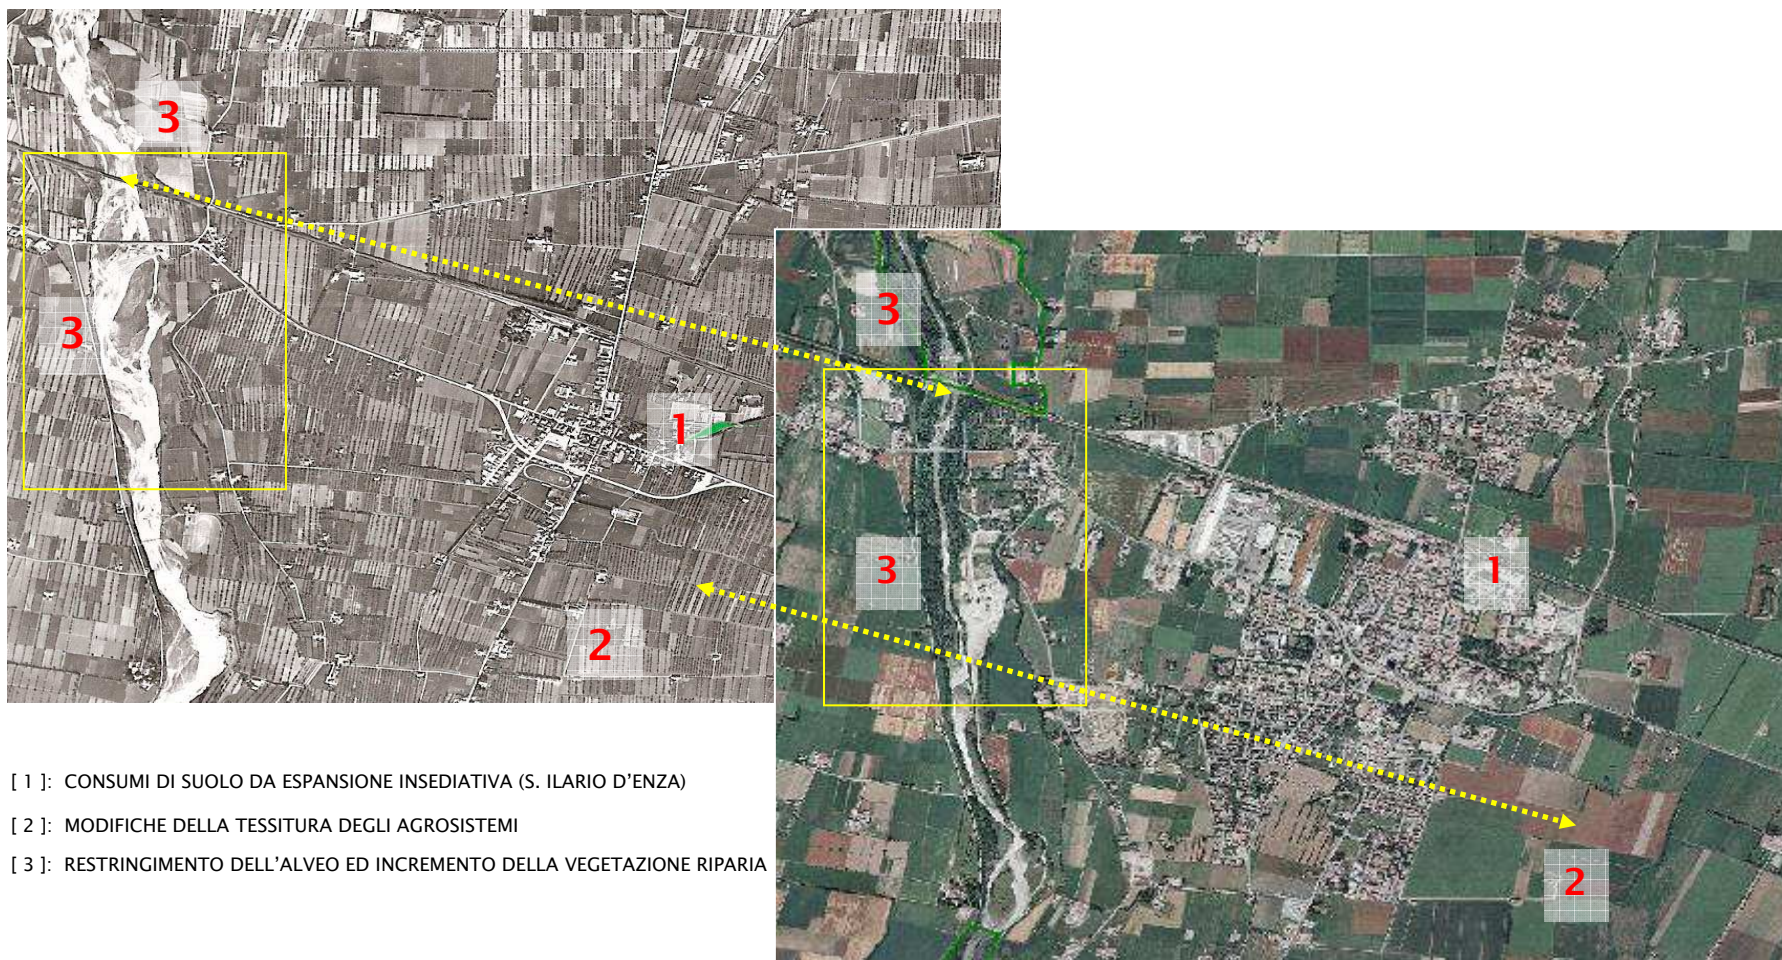 3
3
1
2
3
3
1
2
[ 1 ]: CONSUMI DI SUOLO DA ESPANSIONE INSEDIATIVA (S. ILARIO D’ENZA)
[ 2 ]: MODIFICHE DELLA TESSITURA DEGLI AGROSISTEMI
[ 3 ]: RESTRINGIMENTO DELL’ALVEO ED INCREMENTO DELLA VEGETAZIONE RIPARIA